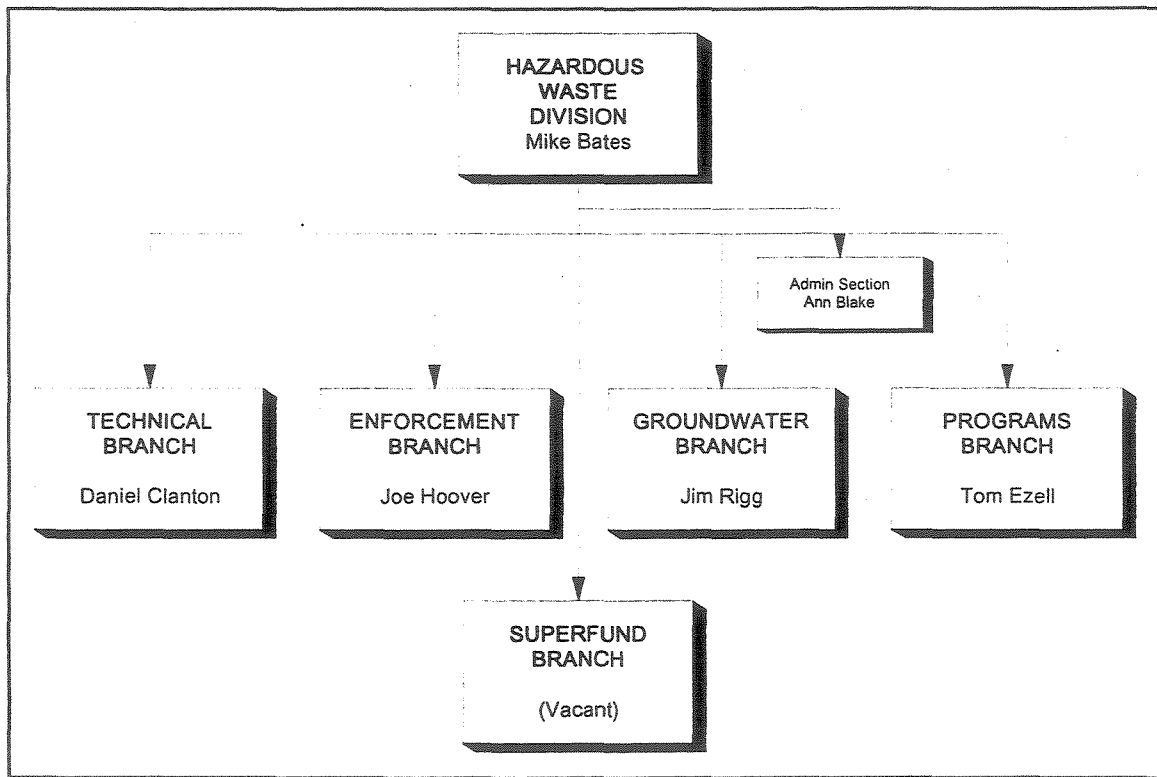 HAZARDOUS
WASTE
DIVISION
Mike Bates
Admin Section
Ann Blake
TECHNICAL
BRANCH
Daniel Clanton
ENFORCEMENT
BRANCH
Joe Hoover
GROUNDWATER
BRANCH
Jim Rigg
PROGRAMS
BRANCH
Tom Ezell
SUPERFUND
BRANCH
(Vacant)